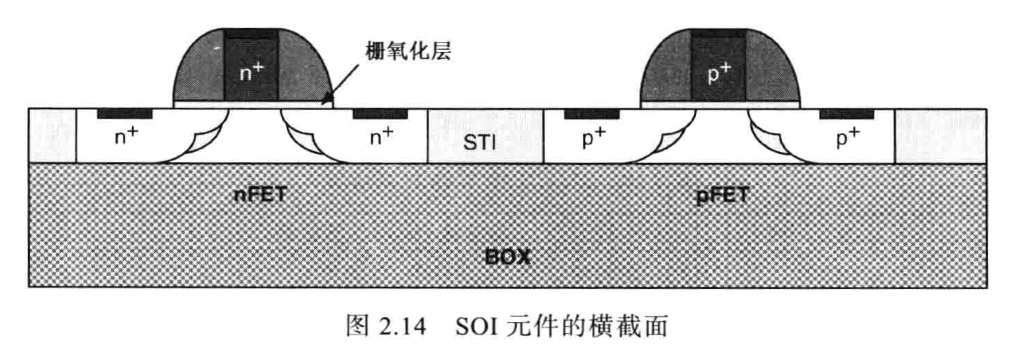 栅氧化层
n⁺ p⁺
n⁺ n⁺ STI p⁺ p⁺
nFET pFET
BOX
图 2.14 SOI 元件的横截面